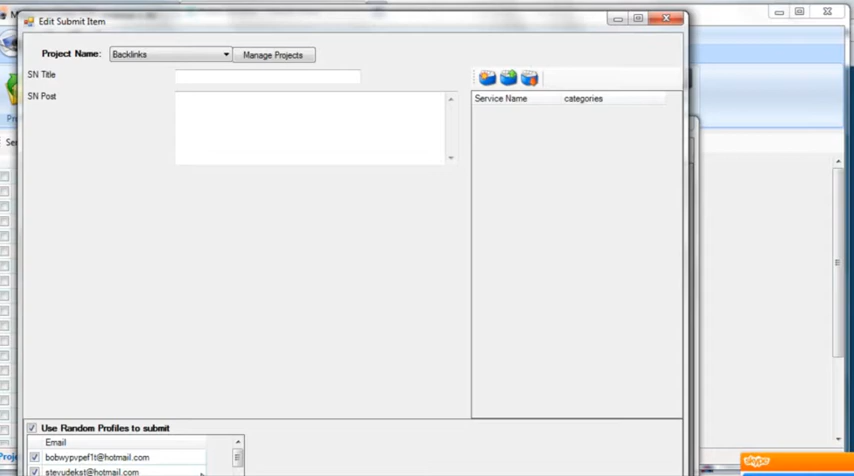 Edit Submit Item
Project Name: Backlinks Manage Projects
SN Title
SN Post
Service Name categories
Use Random Profiles to submit
Email
bobwypvpef1t@hotmail.com
stevudekst@hotmail.com
skype